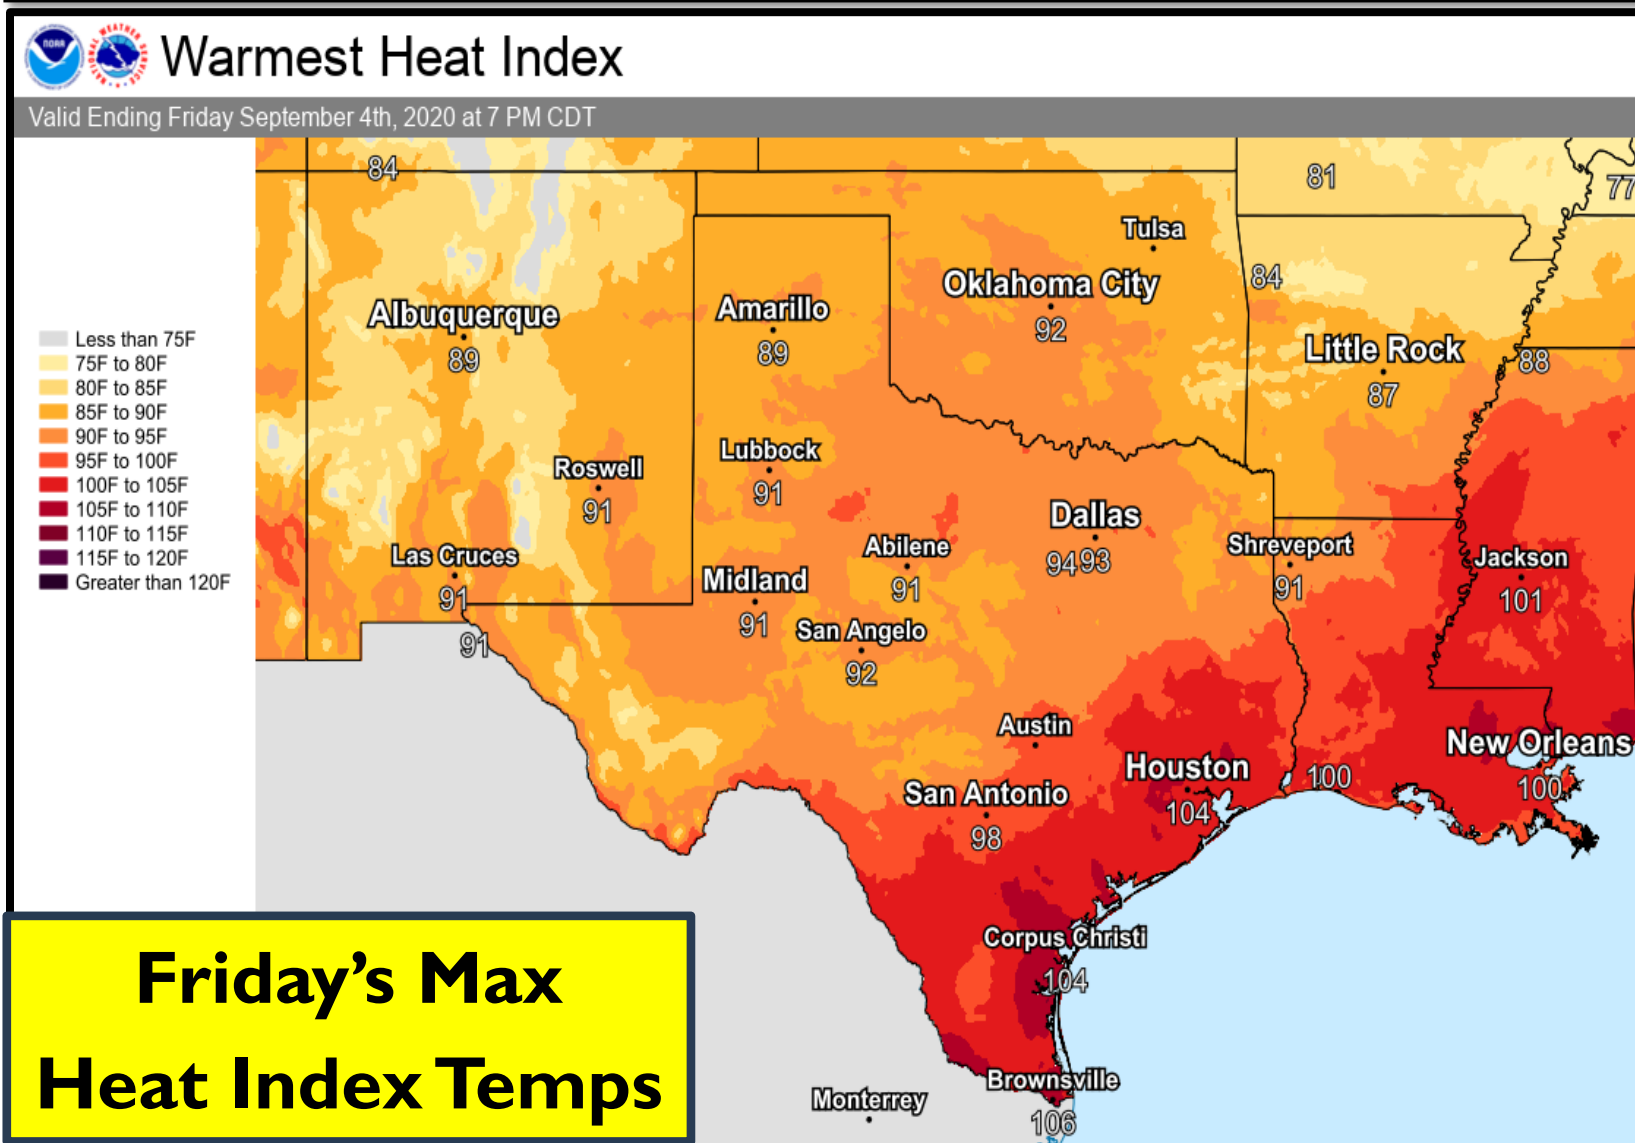 NOAA
Warmest Heat Index
Valid Ending Friday September 4th, 2020 at 7 PM CDT
84
81
77
Tulsa
Oklahoma City
92
84
Albuquerque
89
Amarillo
89
Little Rock
87
88
Less than 75F
75F to 80F
80F to 85F
85F to 90F
90F to 95F
95F to 100F
100F to 105F
105F to 110F
110F to 115F
115F to 120F
Greater than 120F
Roswell
91
Lubbock
91
Dallas
94 93
Las Cruces
91
91
Midland
91
Abilene
91
San Angelo
92
Shreveport
91
Jackson
101
Austin
San Antonio
98
Houston
104
100
New Orleans
100
Corpus Christi
104
Brownsville
106
Monterrey
Friday's Max
Heat Index Temps